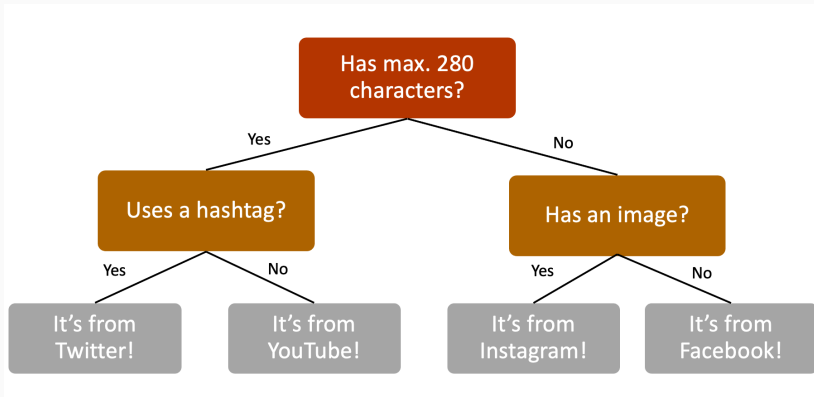 Has max. 280
characters?
Yes
No
Uses a hashtag?
Has an image?
Yes
No
Yes
No
It's from
Twitter!
It's from
YouTube!
It's from
Instagram!
It's from
Facebook!